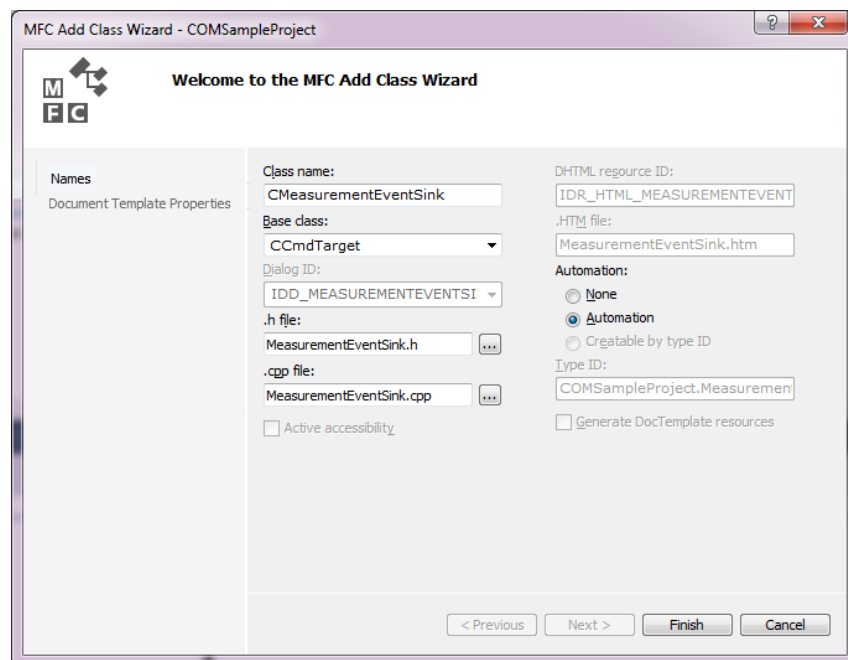 MFC Add Class Wizard - COMSampleProject
M
F C
Welcome to the MFC Add Class Wizard
Names
Document Template Properties
Class name:
CMeasurementEventSink
Base class:
CCmdTarget
Dialog ID:
IDD_MEASUREMENTEVENTSI
.h file:
MeasurementEventSink.h
...
.cpp file:
MeasurementEventSink.cpp
...
Active accessibility
DHTML resource ID:
IDR_HTML_MEASUREMENTEVENT
.HTM file:
MeasurementEventSink.htm
Automation:
None
Automation
Creatable by type ID
Type ID:
COMSampleProject.Measuremen
Generate DocTemplate resources
< Previous
Next >
Finish
Cancel